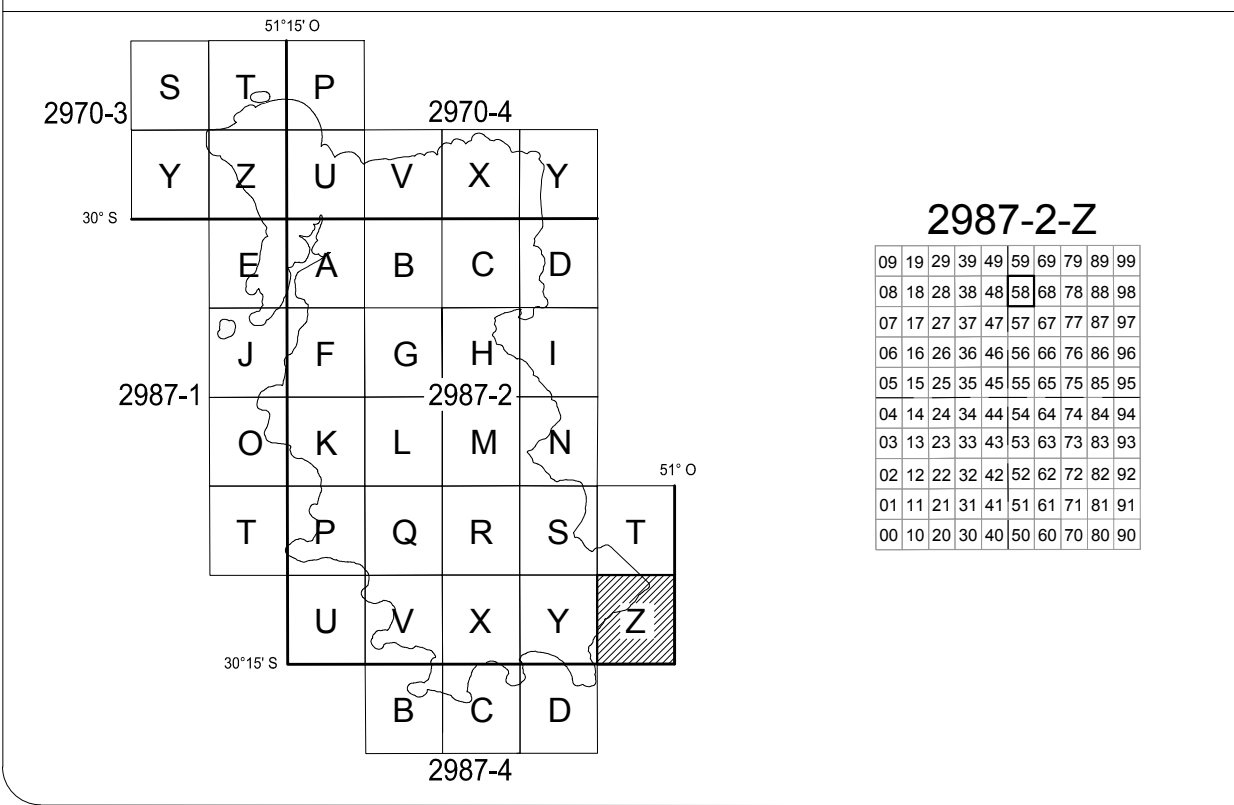 51°15' O
S T P
2970-3 2970-4
Y Z U V X Y
30° S
E A B C D
J F G H I
2987-1 2987-2
O K L M N
51° O
T P Q R S T
U V X Y Z
30°15' S
B C D
2987-4
2987-2-Z
09 19 29 39 49 59 69 79 89 99
08 18 28 38 48 58 68 78 88 98
07 17 27 37 47 57 67 77 87 97
06 16 26 36 46 56 66 76 86 96
05 15 25 35 45 55 65 75 85 95
04 14 24 34 44 54 64 74 84 94
03 13 23 33 43 53 63 73 83 93
02 12 22 32 42 52 62 72 82 92
01 11 21 31 41 51 61 71 81 91
00 10 20 30 40 50 60 70 80 90